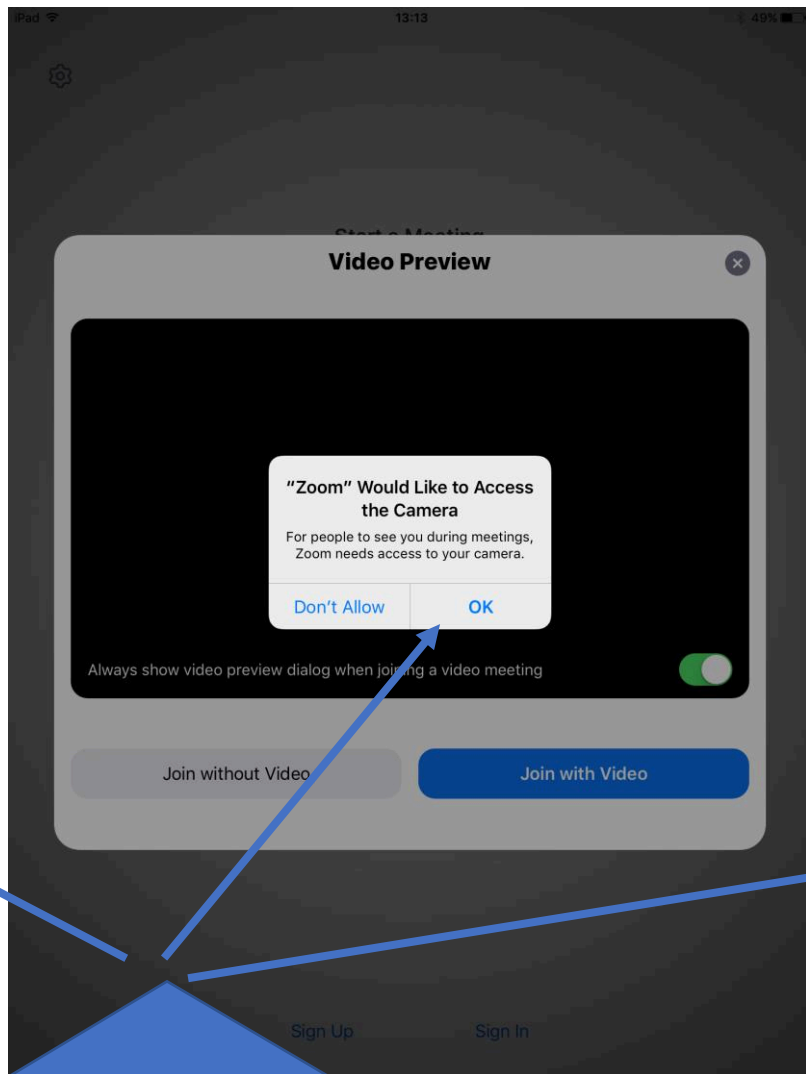 iPad 13:13 49%
Start a Meeting
Video Preview
"Zoom" Would Like to Access
the Camera
For people to see you during meetings,
Zoom needs access to your camera.
Don't Allow OK
Always show video preview dialog when joining a video meeting
Join without Video Join with Video
Sign Up Sign In